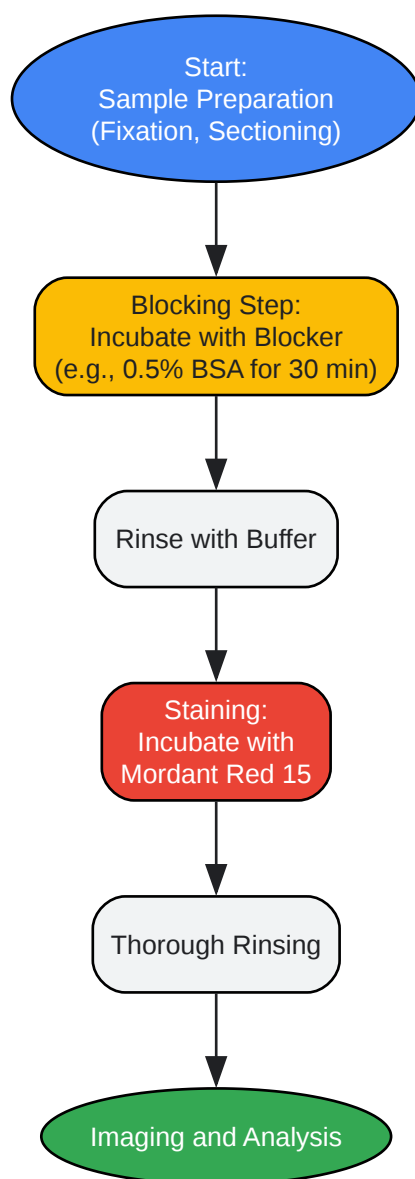 Start:
Sample Preparation
(Fixation, Sectioning)
Blocking Step:
Incubate with Blocker
(e.g., 0.5% BSA for 30 min)
Rinse with Buffer
Staining:
Incubate with
Mordant Red 15
Thorough Rinsing
Imaging and Analysis